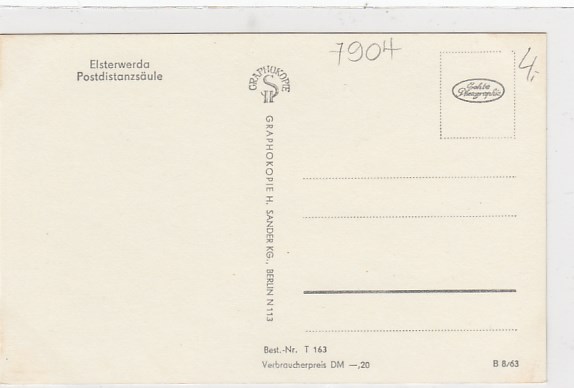 Elsterwerda
Postdistanzsäule
7904
4,-
GRAPHOKOPIE
GRAPHOKOPIE H. SANDER KG., BERLIN N 113
Echte
Photographie
Best.-Nr. T 163
Verbraucherpreis DM —,20
B 8/63